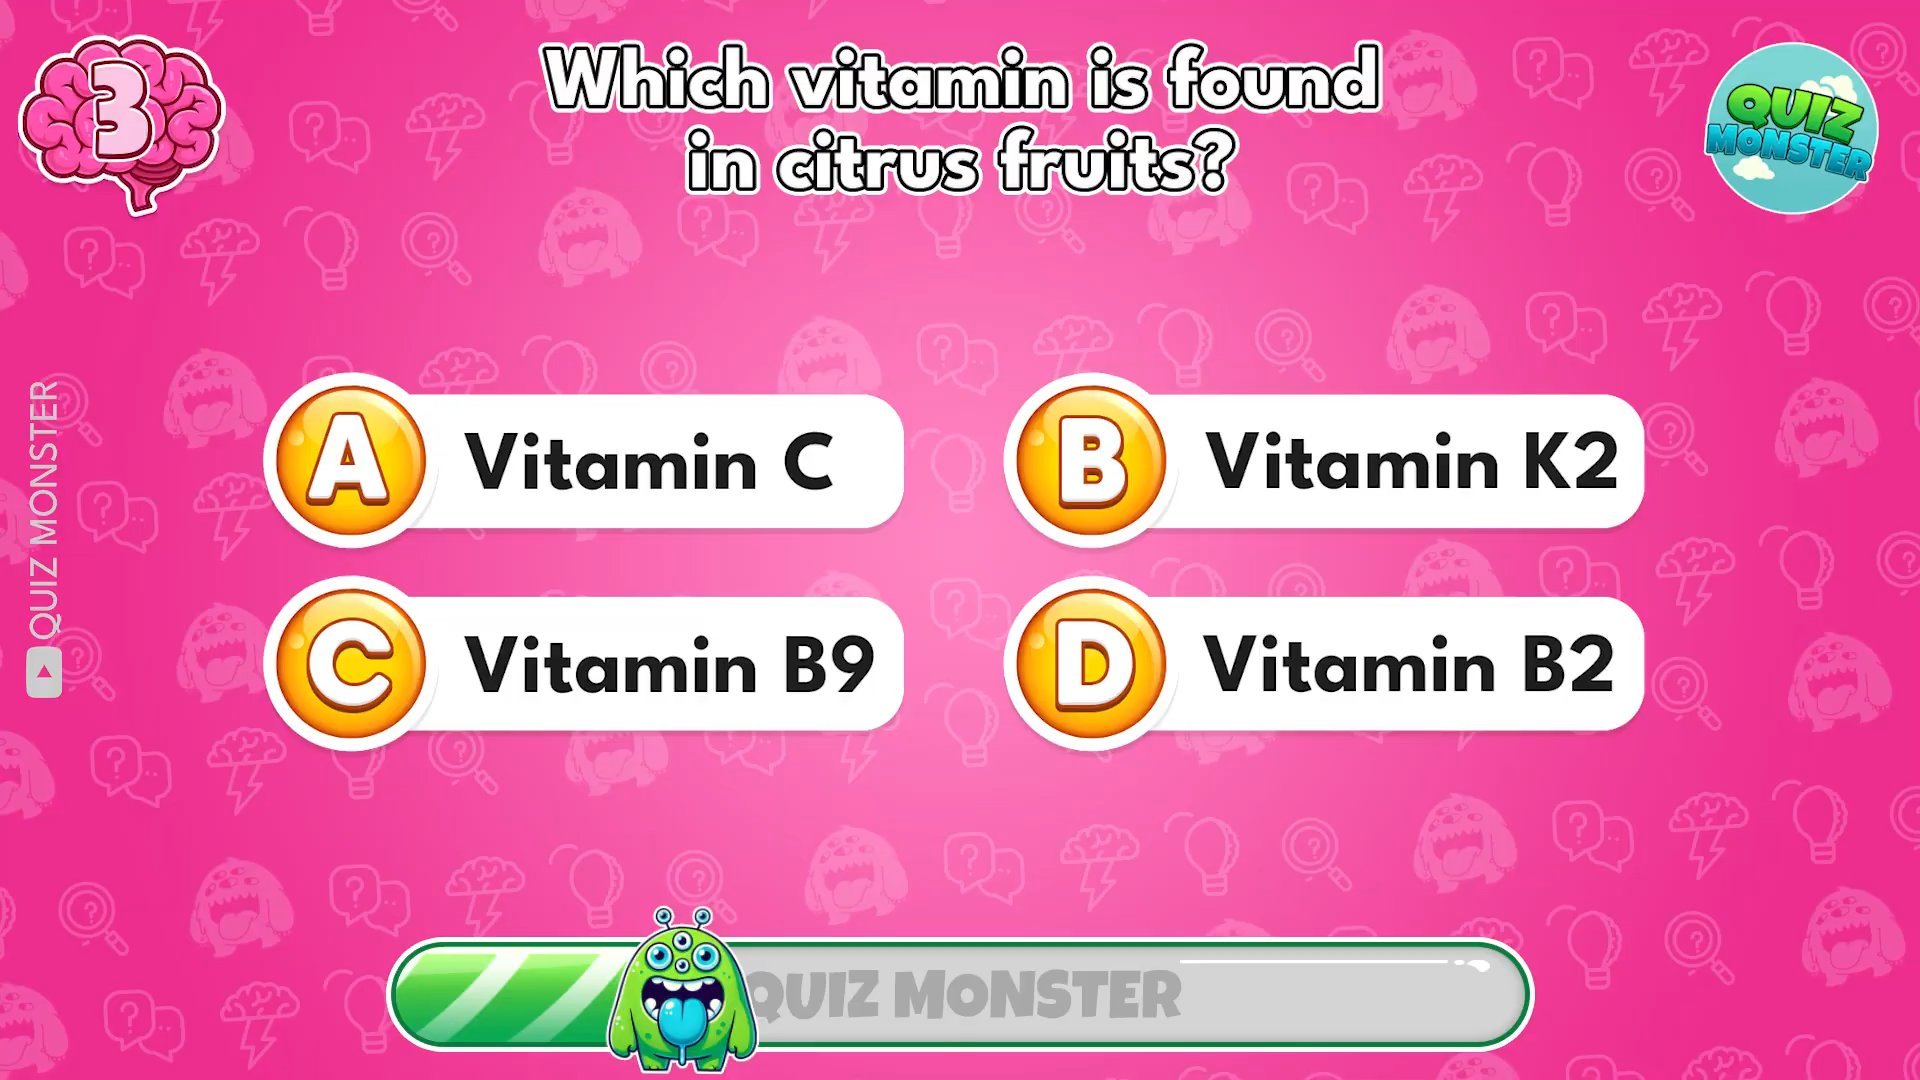 3
Which vitamin is found
in citrus fruits?
QUIZ
MONSTER
A Vitamin C
B Vitamin K2
C Vitamin B9
D Vitamin B2
QUIZ MONSTER
QUIZ MONSTER